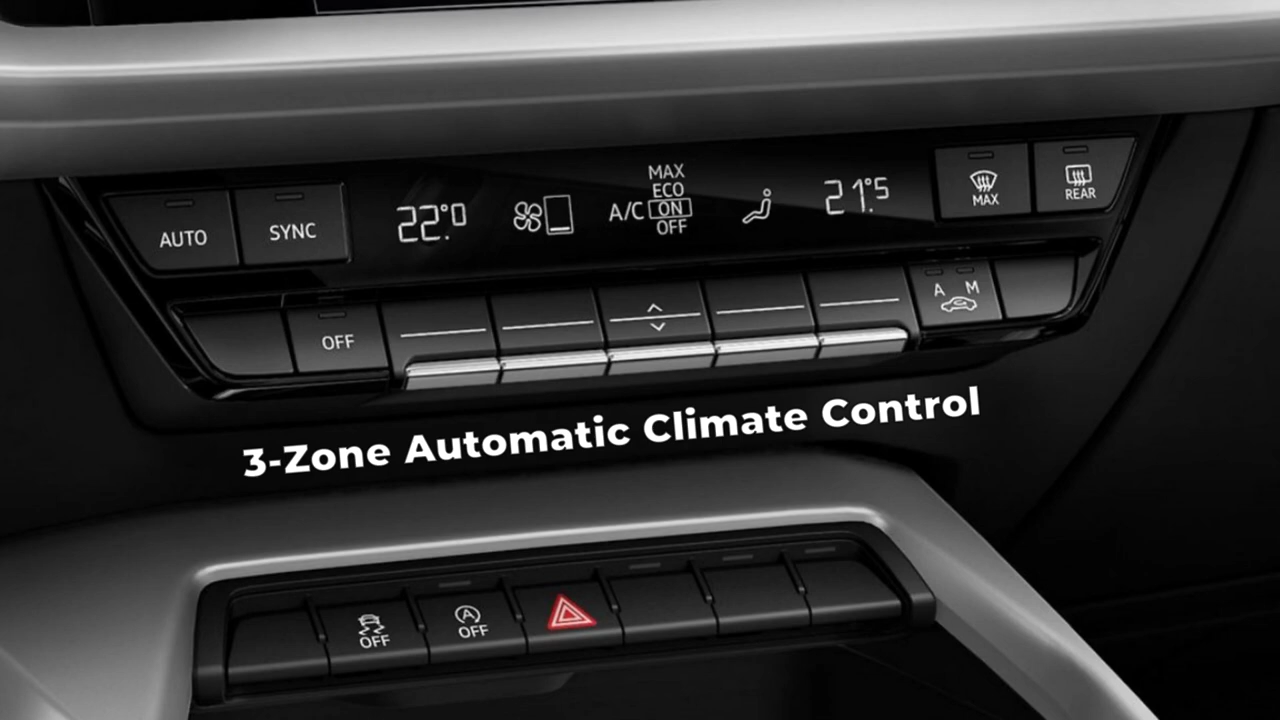 AUTO
SYNC
22.°0
A/C
MAX
ECO
ON
OFF
21.°5
MAX
REAR
OFF
A M
3-Zone Automatic Climate Control
OFF
A
OFF